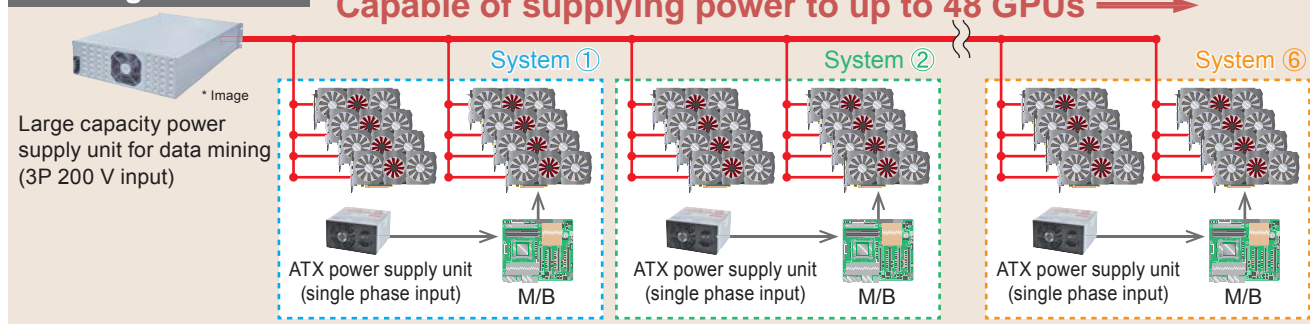 Capable of supplying power to up to 48 GPUs
System ①
System ②
System ⑥
* Image
Large capacity power
supply unit for data mining
(3P 200 V input)
ATX power supply unit
(single phase input)
M/B
ATX power supply unit
(single phase input)
M/B
ATX power supply unit
(single phase input)
M/B